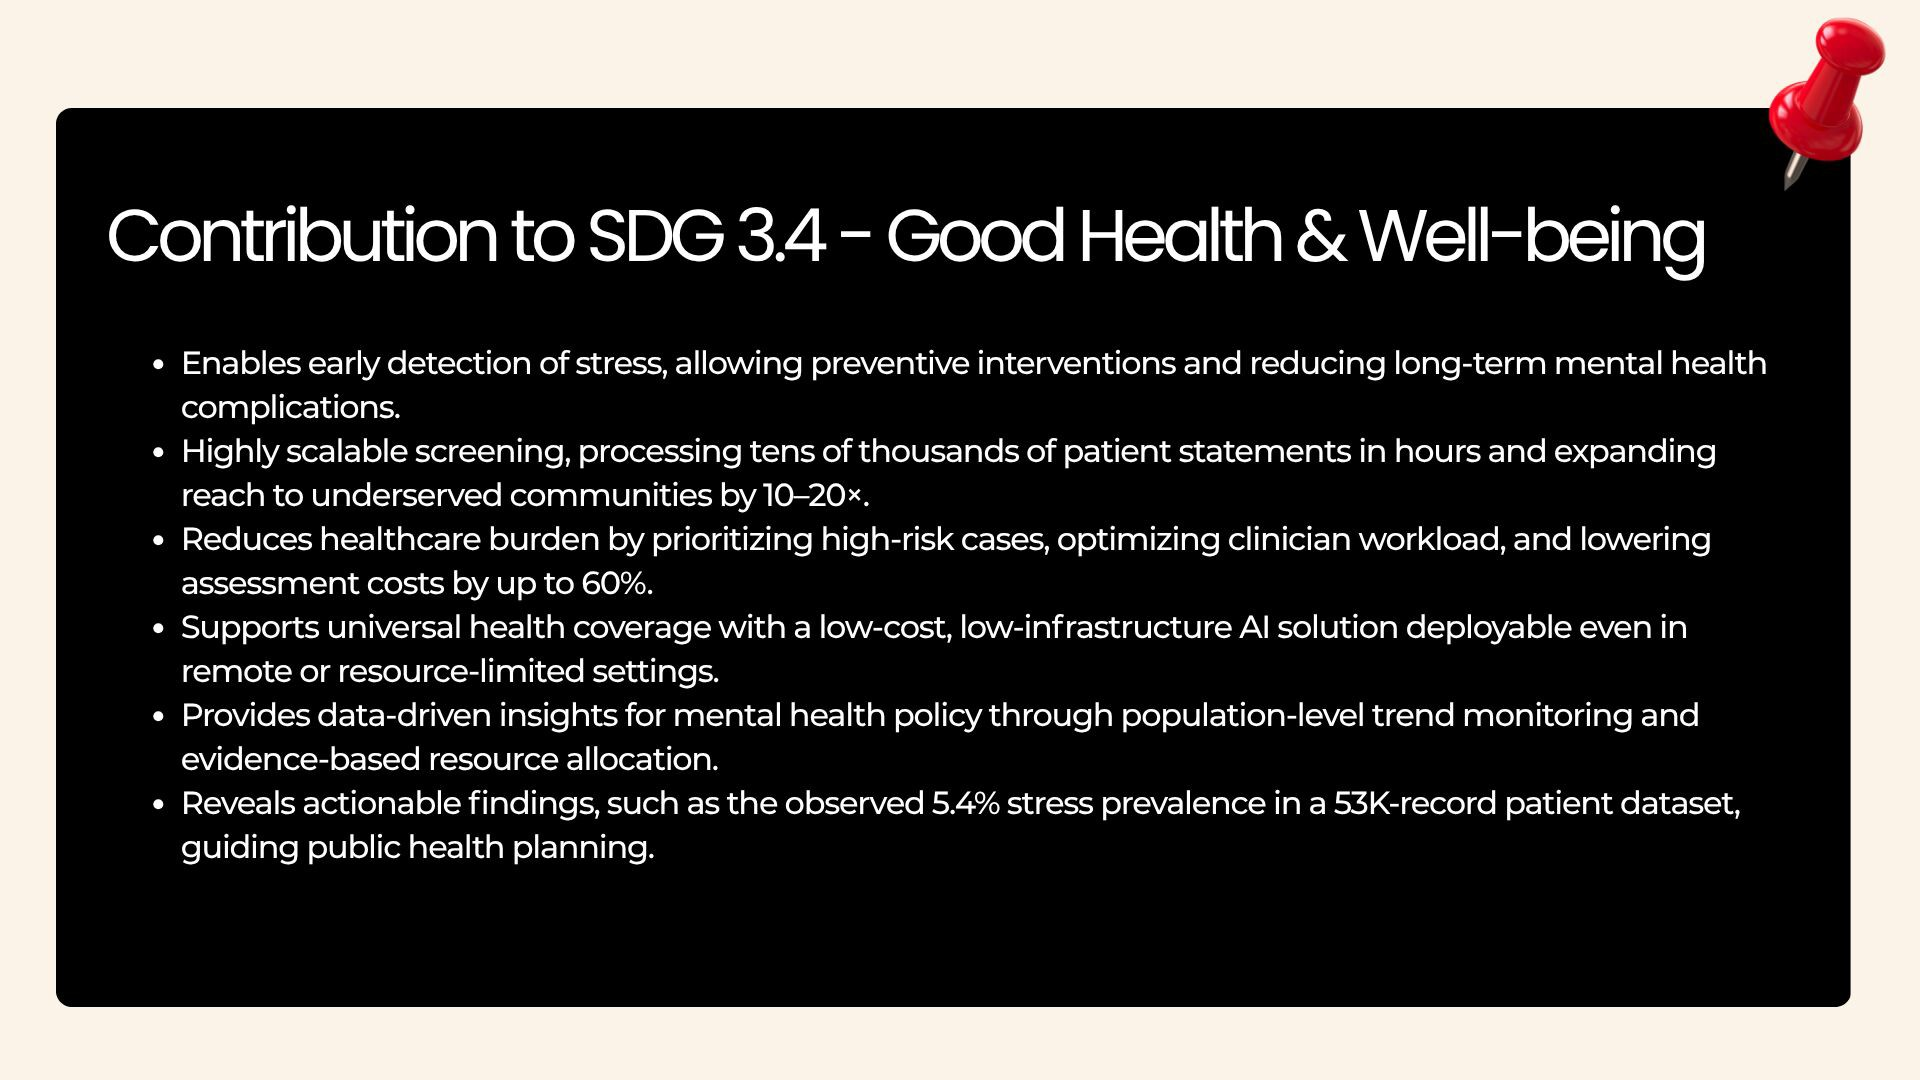 Contribution to SDG 3.4 - Good Health & Well-being
• Enables early detection of stress, allowing preventive interventions and reducing long-term mental health
complications.
• Highly scalable screening, processing tens of thousands of patient statements in hours and expanding
reach to underserved communities by 10–20×.
• Reduces healthcare burden by prioritizing high-risk cases, optimizing clinician workload, and lowering
assessment costs by up to 60%.
• Supports universal health coverage with a low-cost, low-infrastructure AI solution deployable even in
remote or resource-limited settings.
• Provides data-driven insights for mental health policy through population-level trend monitoring and
evidence-based resource allocation.
• Reveals actionable findings, such as the observed 5.4% stress prevalence in a 53K-record patient dataset,
guiding public health planning.